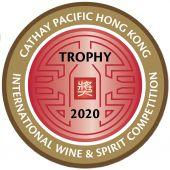 CATHAY PACIFIC HONG KONG
TROPHY
獎
2020
INTERNATIONAL WINE & SPIRIT COMPETITION